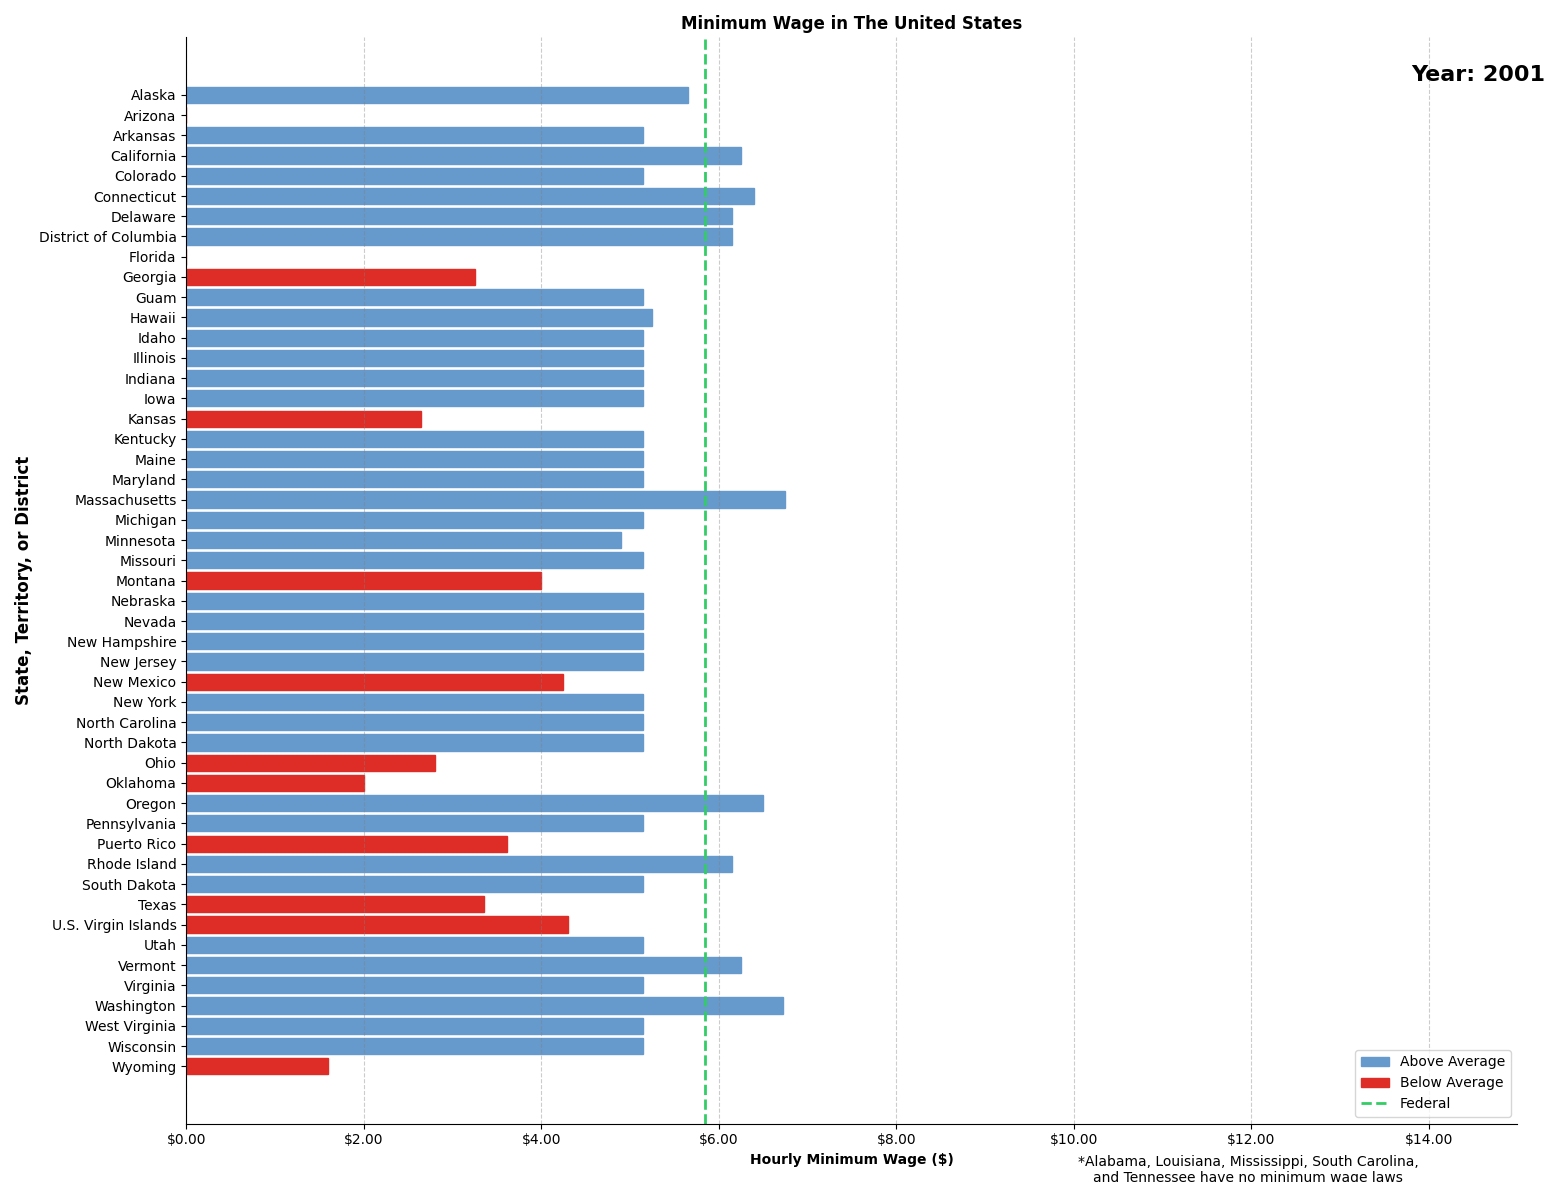 Minimum Wage in The United States
Year: 2001
State, Territory, or District
Alaska
Arizona
Arkansas
California
Colorado
Connecticut
Delaware
District of Columbia
Florida
Georgia
Guam
Hawaii
Idaho
Illinois
Indiana
Iowa
Kansas
Kentucky
Maine
Maryland
Massachusetts
Michigan
Minnesota
Missouri
Montana
Nebraska
Nevada
New Hampshire
New Jersey
New Mexico
New York
North Carolina
North Dakota
Ohio
Oklahoma
Oregon
Pennsylvania
Puerto Rico
Rhode Island
South Dakota
Texas
U.S. Virgin Islands
Utah
Vermont
Virginia
Washington
West Virginia
Wisconsin
Wyoming
Above Average
Below Average
Federal
$0.00 $2.00 $4.00 $6.00 $8.00 $10.00 $12.00 $14.00
Hourly Minimum Wage ($)
*Alabama, Louisiana, Mississippi, South Carolina,
and Tennessee have no minimum wage laws